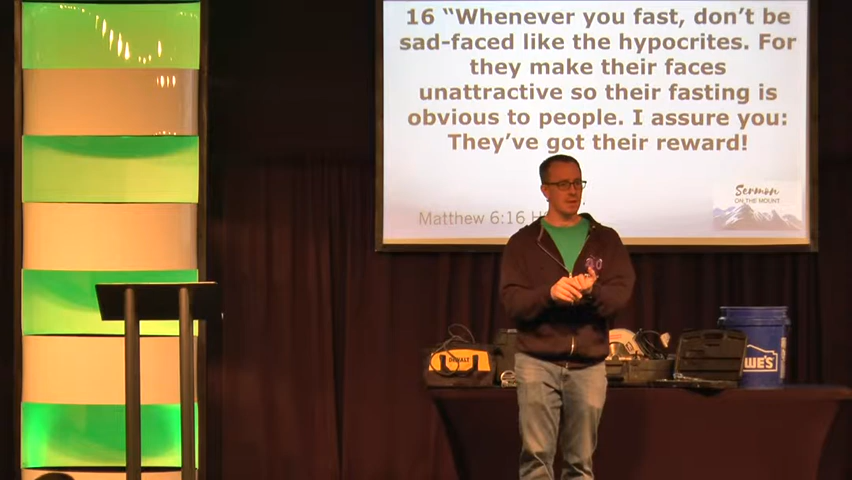 16 “Whenever you fast, don’t be
sad-faced like the hypocrites. For
they make their faces
unattractive so their fasting is
obvious to people. I assure you:
They’ve got their reward!
Matthew 6:16 H
Sermon
ON THE MOUNT
DEWALT
WE'S